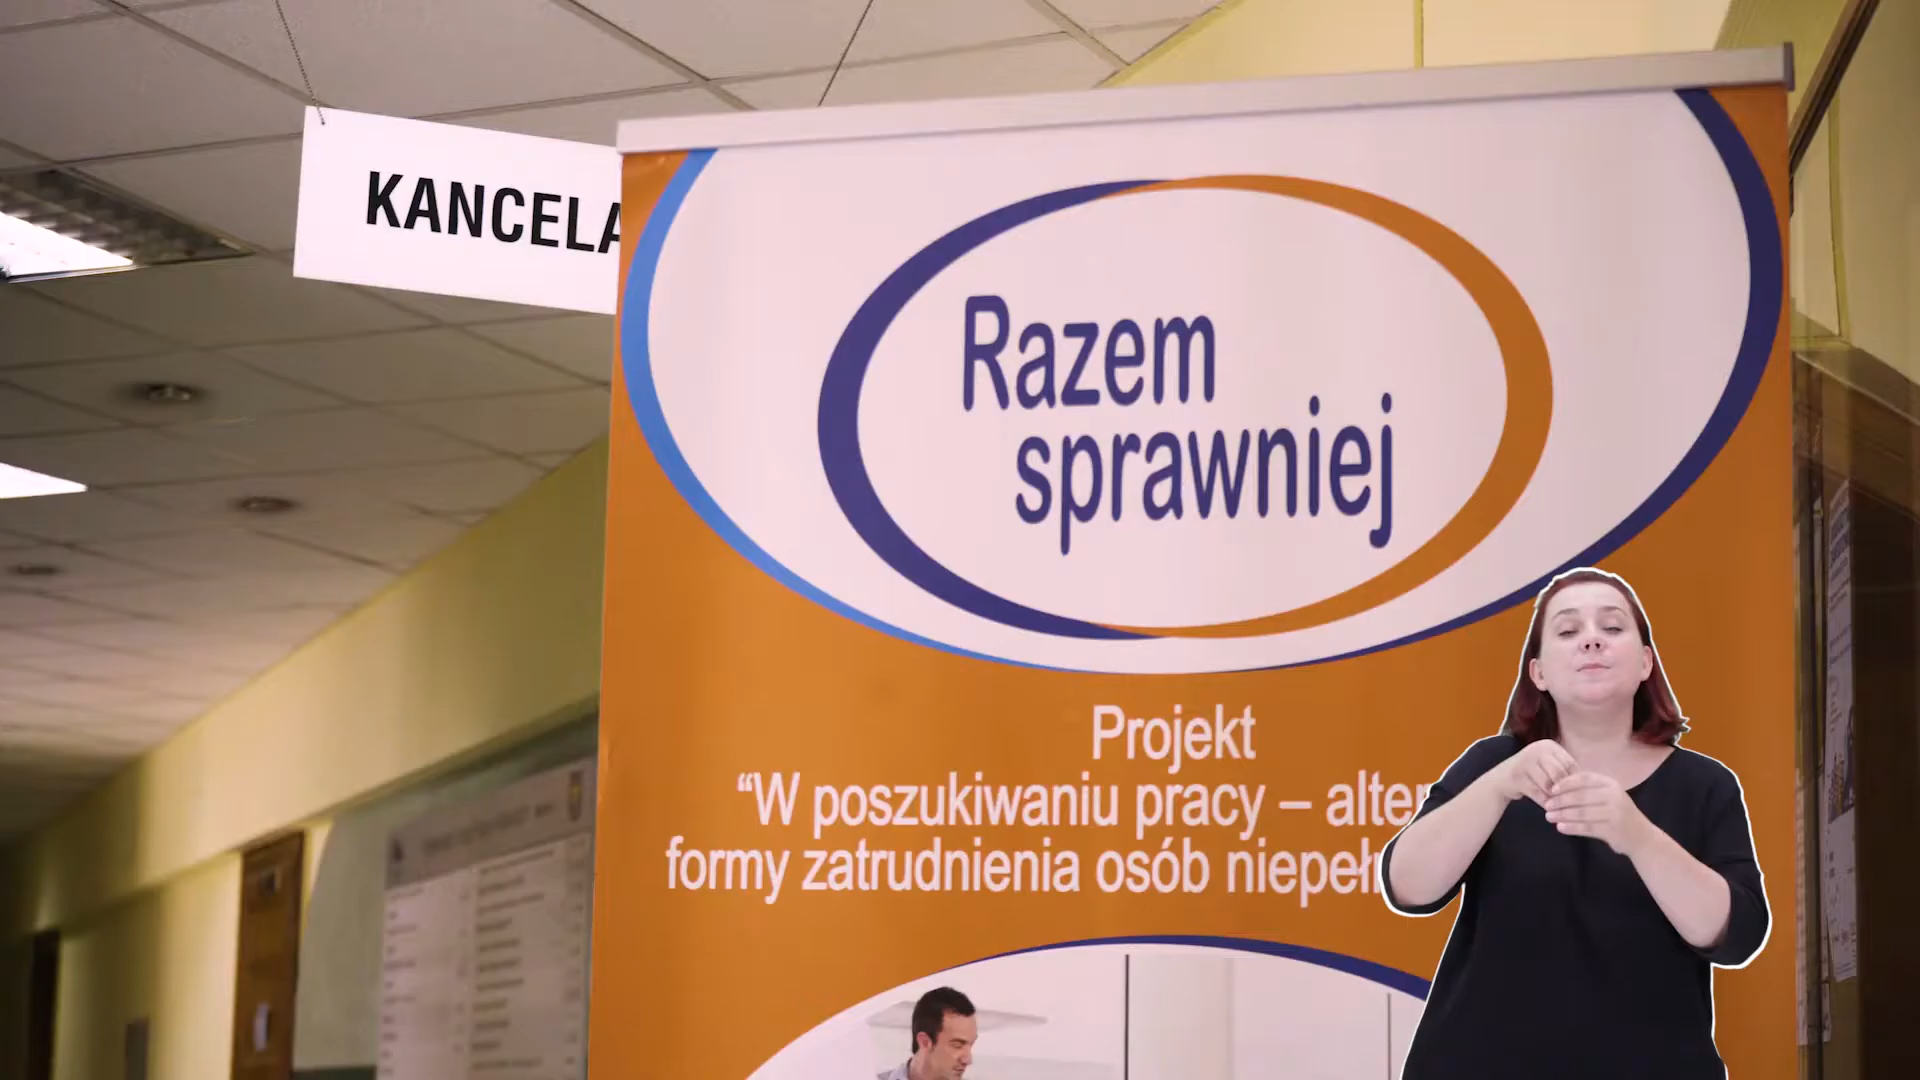 KANCELA
Razem
sprawniej
Projekt
“W poszukiwaniu pracy – alter
formy zatrudnienia osób niepeł